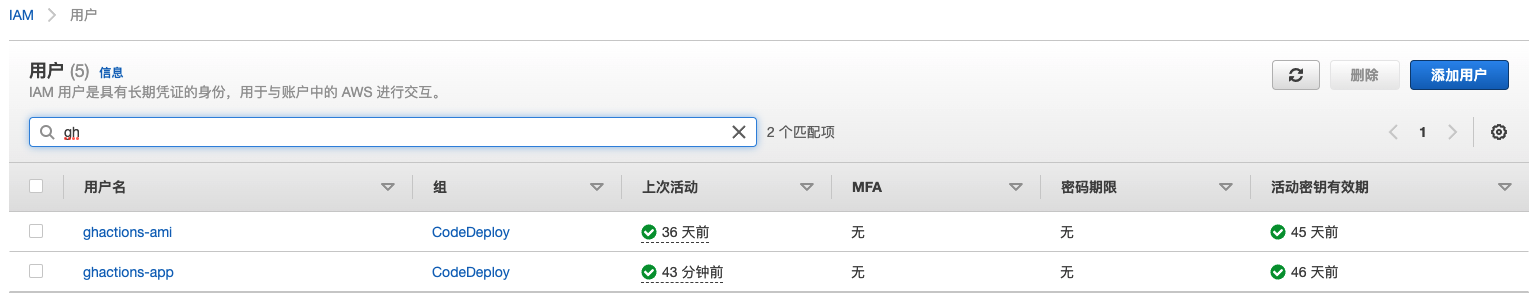 IAM 用户
用户 (5) 信息
IAM 用户是具有长期凭证的身份，用于与账户中的 AWS 进行交互。
删除 添加用户
gh 2 个匹配项 1
用户名 组 上次活动 MFA 密码期限 活动密钥有效期
ghactions-ami CodeDeploy 36 天前 无 无 45 天前
ghactions-app CodeDeploy 43 分钟前 无 无 46 天前